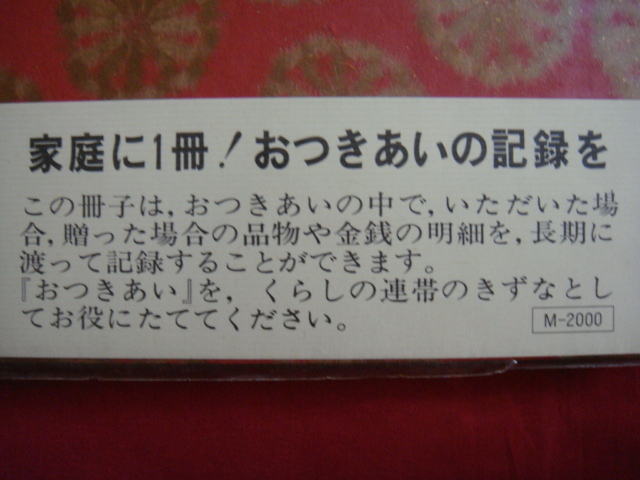 家庭に1冊!おつきあいの記録を
この冊子は,おつきあいの中で,いただいた場
合,贈った場合の品物や金銭の明細を,長期に
渡って記録することができます。
『おつきあい』を,くらしの連帯のきずなとし
てお役にたててください。
M-2000